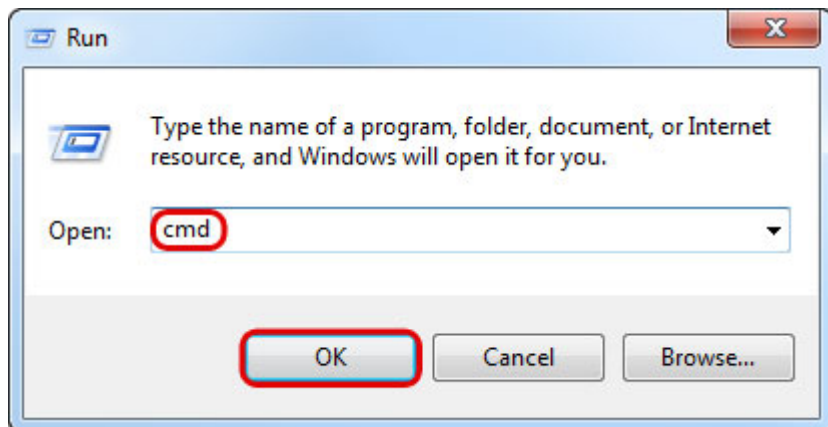 Run
Type the name of a program, folder, document, or Internet
resource, and Windows will open it for you.
Open: cmd
OK Cancel Browse...